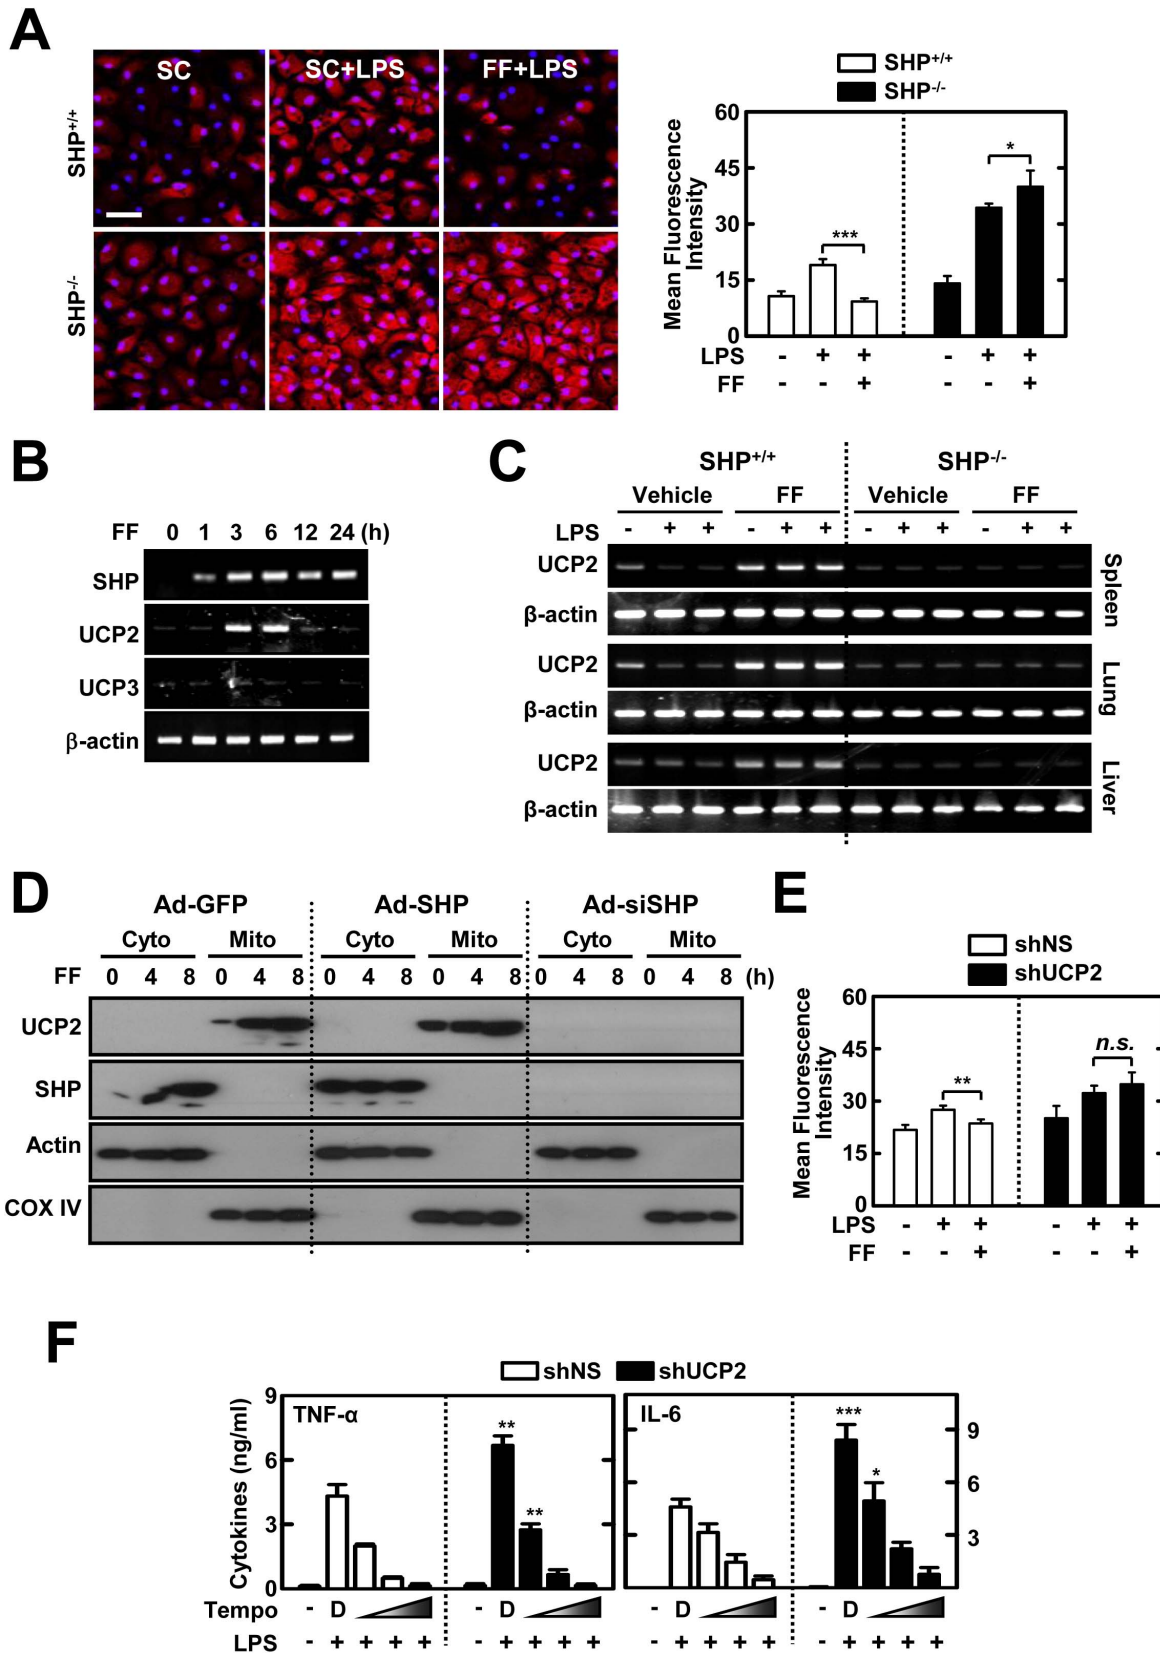 A
SC
SC+LPS
FF+LPS
SHP+/+
SHP-/-
SHP+/+
SHP-/-
Mean Fluorescence
Intensity
60
45
30
15
0
***
*
LPS - + + - + +
FF - - + - - +
B
FF 0 1 3 6 12 24 (h)
SHP
UCP2
UCP3
β-actin
C
SHP+/+ SHP-/-
Vehicle FF Vehicle FF
LPS - + + - + + - + + - + +
UCP2
β-actin
Spleen
UCP2
β-actin
Lung
UCP2
β-actin
Liver
D
Ad-GFP Ad-SHP Ad-siSHP
Cyto Mito Cyto Mito Cyto Mito
FF 0 4 8 0 4 8 0 4 8 0 4 8 0 4 8 0 4 8 (h)
UCP2
SHP
Actin
COX IV
E
shNS
shUCP2
Mean Fluorescence
Intensity
60
45
30
15
0
**
n.s.
LPS - + + - + +
FF - - + - - +
F
shNS shUCP2
Cytokines (ng/ml)
9
6
3
0
TNF-α
**
**
IL-6
***
*
9
6
3
Tempo - D - D - D - D
LPS - + + + + - + + + + - + + + + - + + + +